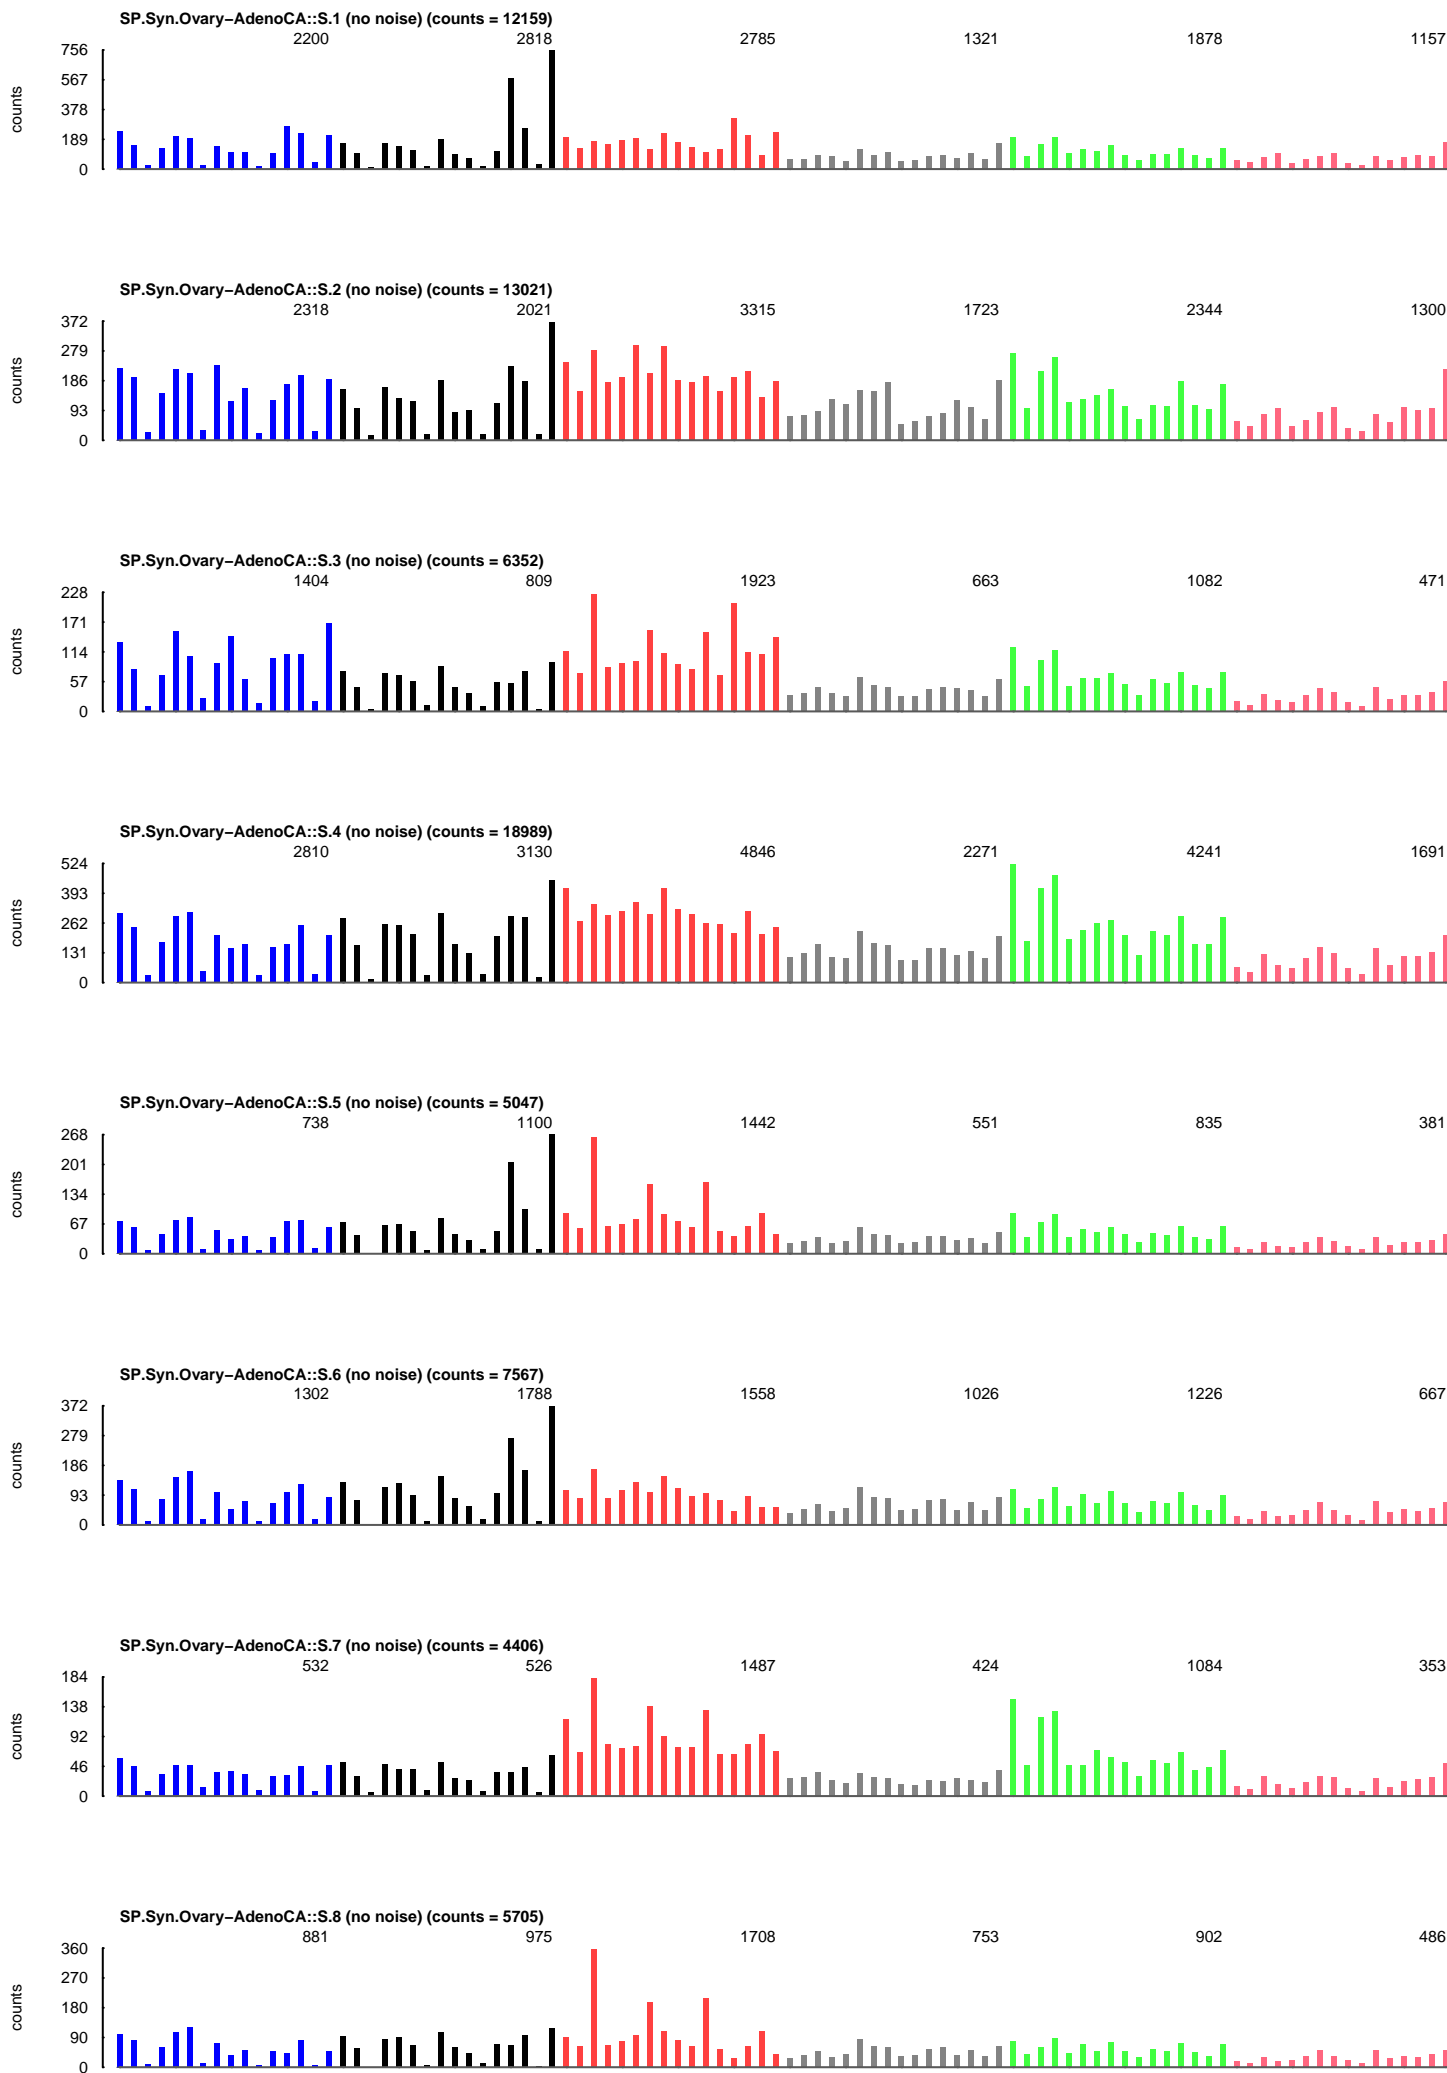 SP.Syn.Ovary−AdenoCA::S.1 (no noise) (counts = 12159)
2200 2818 2785 1321 1878 1157
756
567
378
189
0
counts
SP.Syn.Ovary−AdenoCA::S.2 (no noise) (counts = 13021)
2318 2021 3315 1723 2344 1300
372
279
186
93
0
counts
SP.Syn.Ovary−AdenoCA::S.3 (no noise) (counts = 6352)
1404 809 1923 663 1082 471
228
171
114
57
0
counts
SP.Syn.Ovary−AdenoCA::S.4 (no noise) (counts = 18989)
2810 3130 4846 2271 4241 1691
524
393
262
131
0
counts
SP.Syn.Ovary−AdenoCA::S.5 (no noise) (counts = 5047)
738 1100 1442 551 835 381
268
201
134
67
0
counts
SP.Syn.Ovary−AdenoCA::S.6 (no noise) (counts = 7567)
1302 1788 1558 1026 1226 667
372
279
186
93
0
counts
SP.Syn.Ovary−AdenoCA::S.7 (no noise) (counts = 4406)
532 526 1487 424 1084 353
184
138
92
46
0
counts
SP.Syn.Ovary−AdenoCA::S.8 (no noise) (counts = 5705)
881 975 1708 753 902 486
360
270
180
90
0
counts